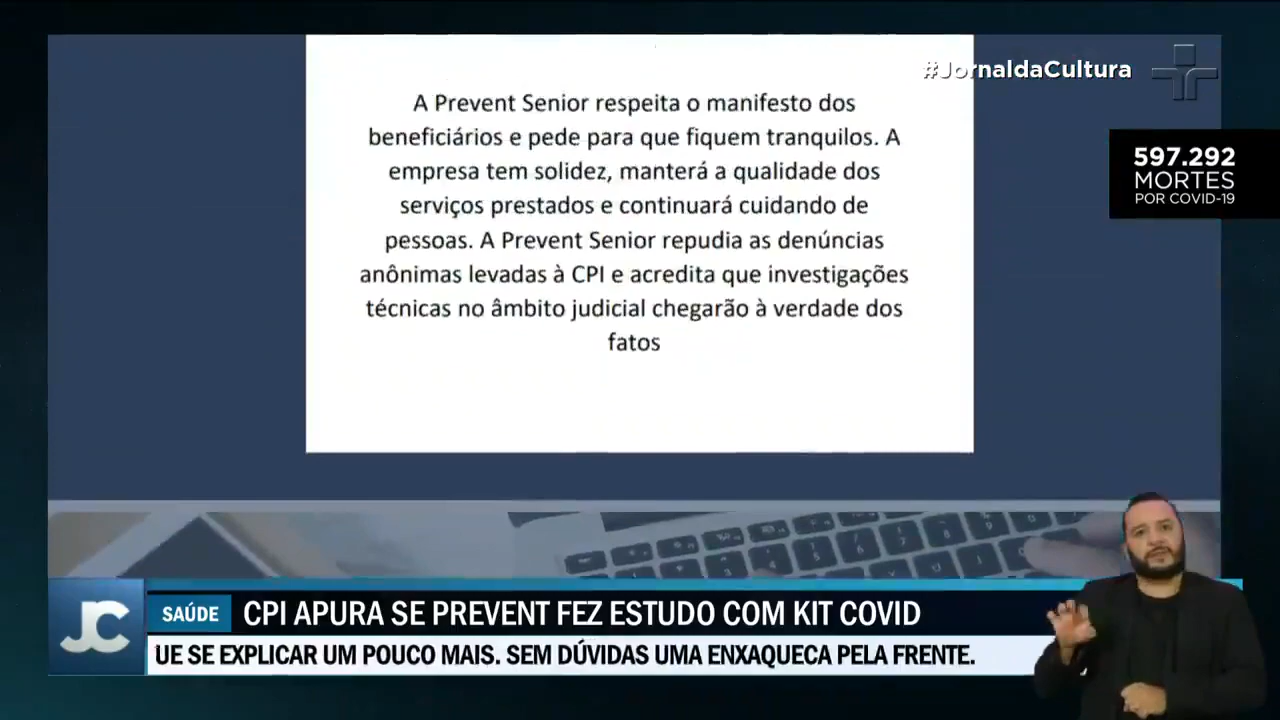 #JornaldaCultura
A Prevent Senior respeita o manifesto dos
beneficiários e pede para que fiquem tranquilos. A
empresa tem solidez, manterá a qualidade dos
serviços prestados e continuará cuidando de
pessoas. A Prevent Senior repudia as denúncias
anônimas levadas à CPI e acredita que investigações
técnicas no âmbito judicial chegarão à verdade dos
fatos
597.292
MORTES
POR COVID-19
JC
SAÚDE
CPI APURA SE PREVENT FEZ ESTUDO COM KIT COVID
UE SE EXPLICAR UM POUCO MAIS. SEM DÚVIDAS UMA ENXAQUECA PELA FRENTE.